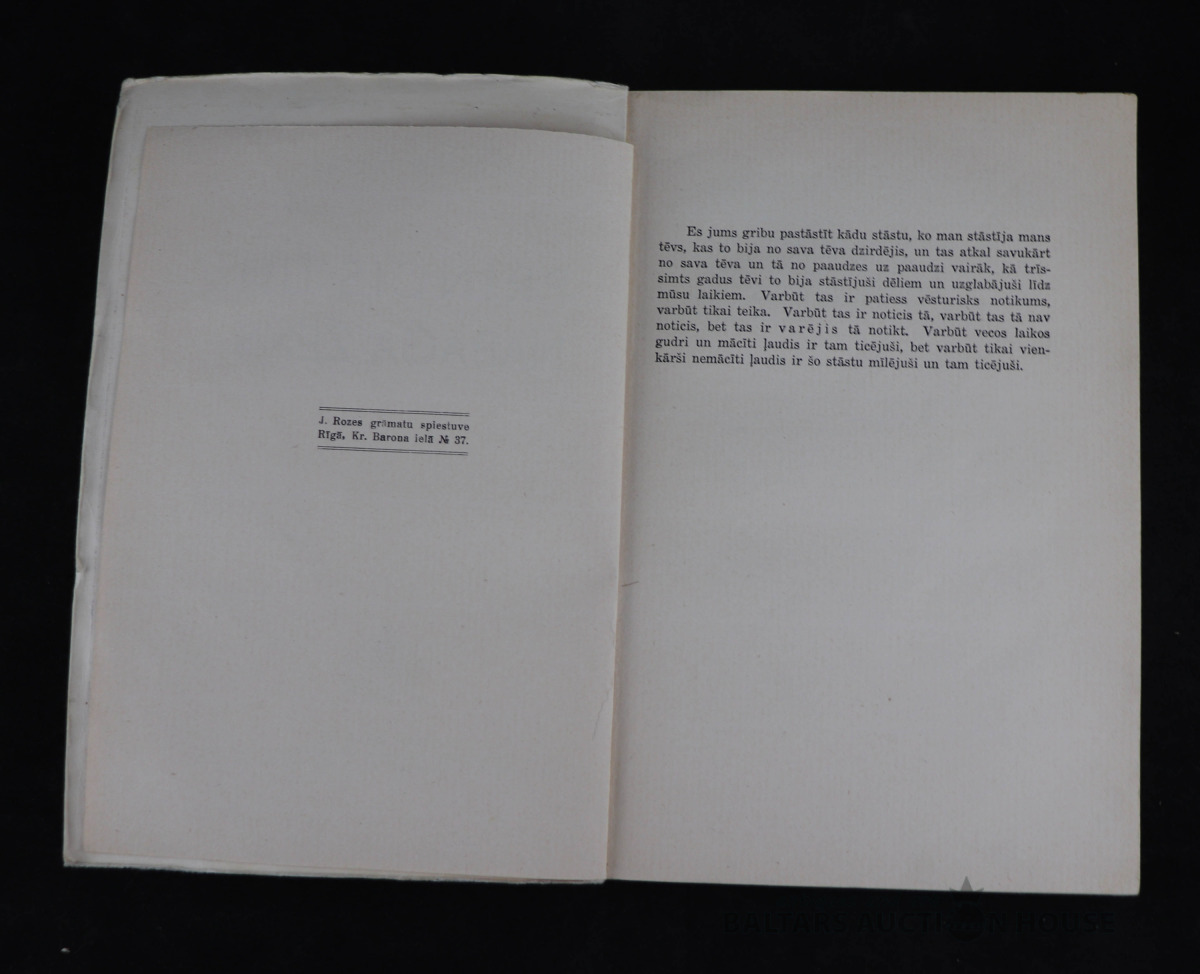 J. Rozes grāmatu spiestuve
Rīgā, Kr. Barona ielā № 37.
Es jums gribu pastāstīt kādu stāstu, ko man stāstīja mans
tēvs, kas to bija no sava tēva dzirdējis, un tas atkal savukārt
no sava tēva un tā no paaudzes uz paaudzi vairāk, kā trīs-
simts gadus tēvi to bija stāstījuši dēliem un uzglabājuši līdz
mūsu laikiem. Varbūt tas ir patiess vēsturisks notikums,
varbūt tikai teika. Varbūt tas ir noticis tā, varbūt tas tā nav
noticis, bet tas ir varējis tā notikt. Varbūt vecos laikos
gudri un mācīti ļaudis ir tam ticējuši, bet varbūt tikai vien-
kārši nemācīti ļaudis ir šo stāstu mīlējuši un tam ticējuši.
BALTARS AUCTION HOUSE